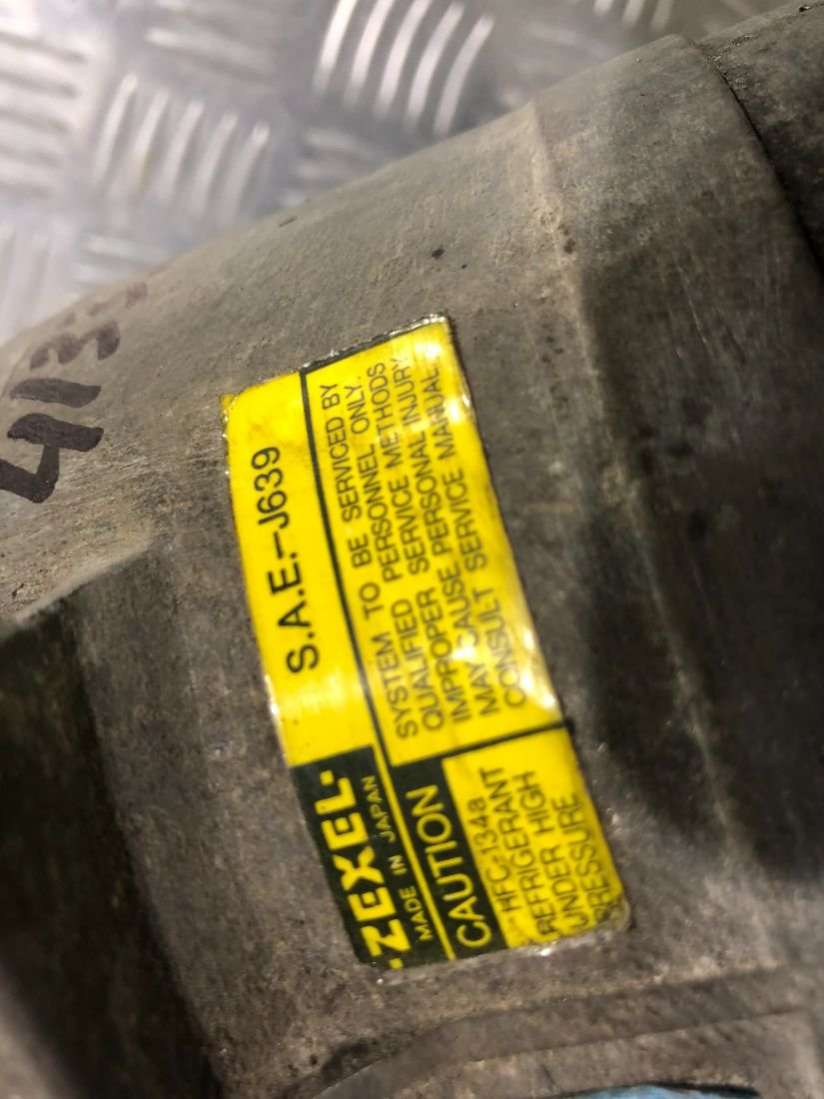 413
·ZEXEL·
MADE IN JAPAN
S.A.E.-J639
CAUTION
HFC-134a
REFRIGERANT
UNDER HIGH
PRESSURE
SYSTEM TO BE SERVICED BY
QUALIFIED PERSONNEL ONLY.
IMPROPER SERVICE METHODS
MAY CAUSE PERSONAL INJURY
CONSULT SERVICE MANUAL.